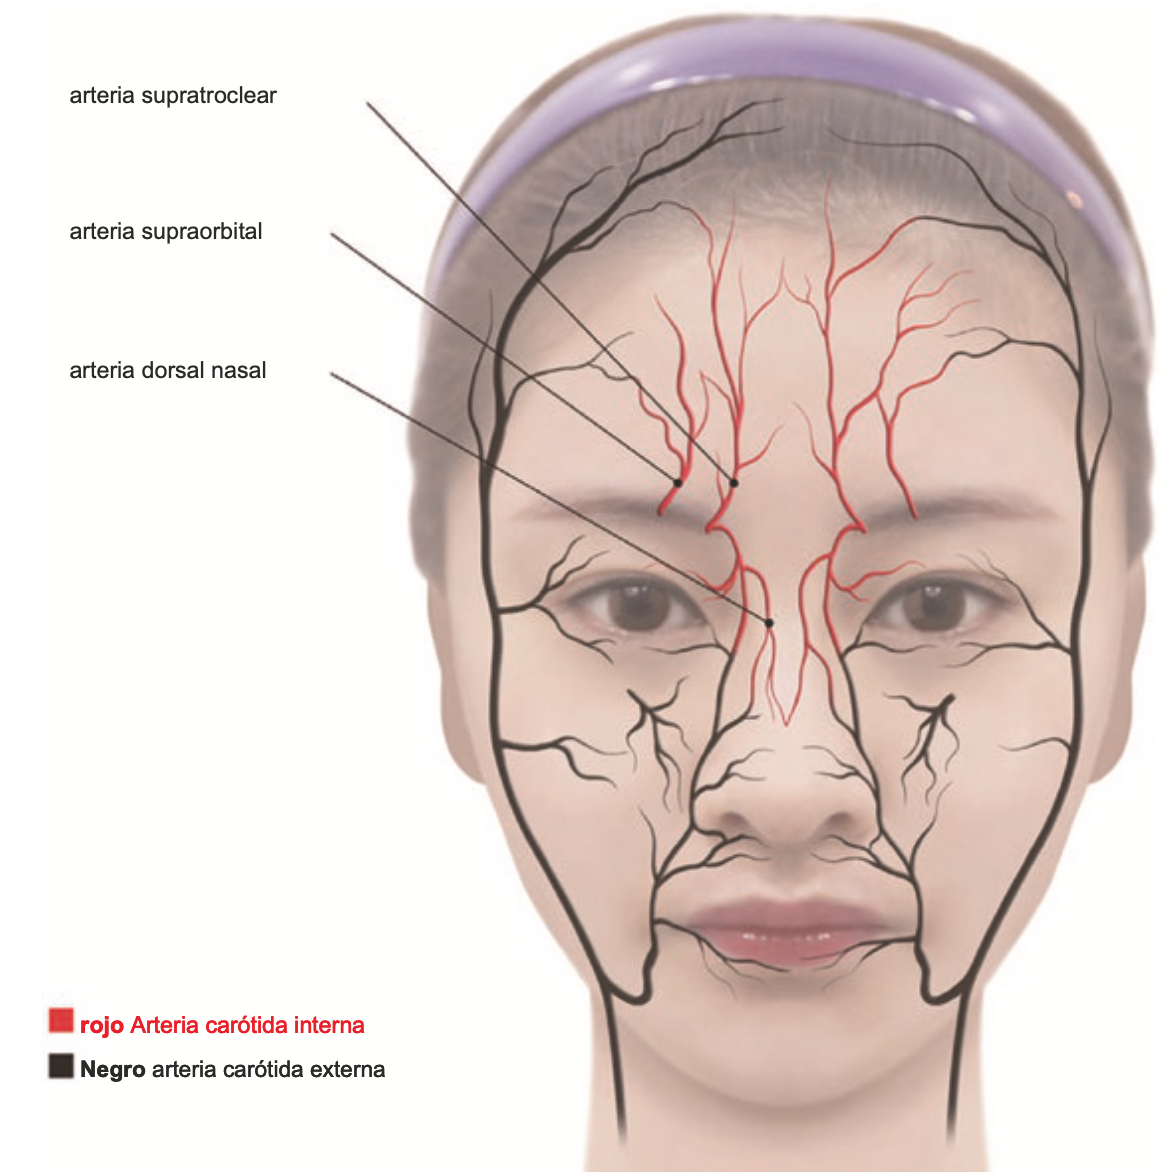 arteria supratroclear
arteria supraorbital
arteria dorsal nasal
rojo Arteria carótida interna
Negro arteria carótida externa